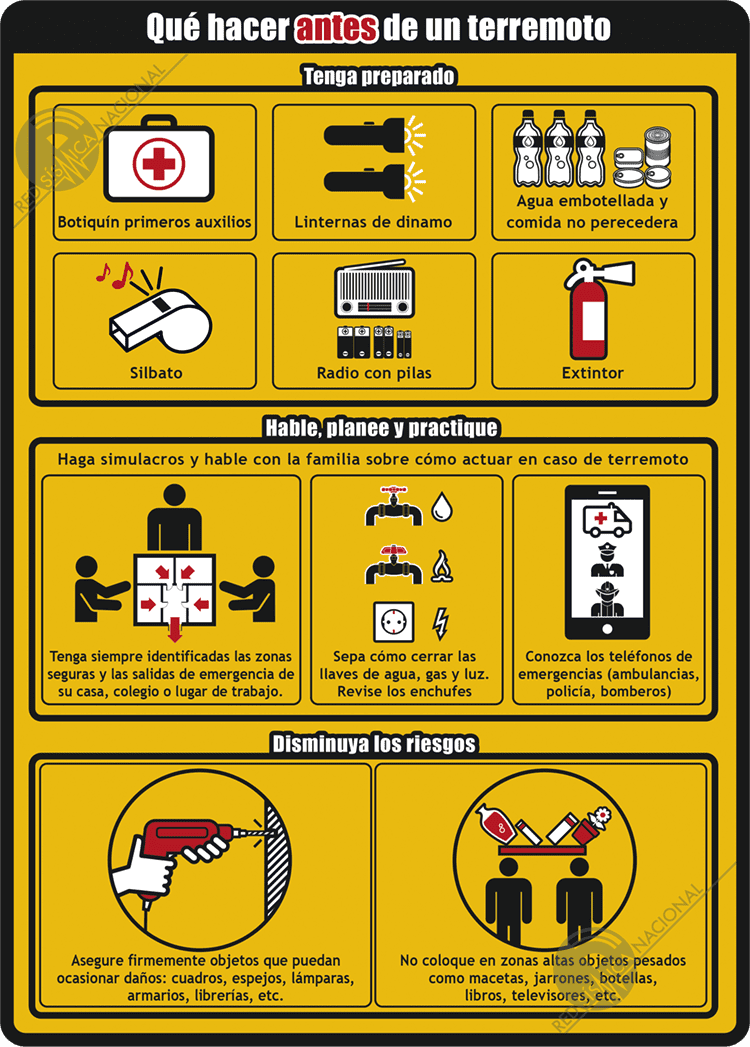 Qué hacer antes de un terremoto
Tenga preparado
RED SÍSMICA NACIONAL
Botiquín primeros auxilios
Linternas de dinamo
Agua embotellada y
comida no perecedera
Silbato
Radio con pilas
Extintor
Hable, planee y practique
Haga simulacros y hable con la familia sobre cómo actuar en caso de terremoto
Tenga siempre identificadas las zonas
seguras y las salidas de emergencia de
su casa, colegio o lugar de trabajo.
Sepa cómo cerrar las
llaves de agua, gas y luz.
Revise los enchufes
Conozca los teléfonos de
emergencias (ambulancias,
policía, bomberos)
Disminuya los riesgos
Asegure firmemente objetos que puedan
ocasionar daños: cuadros, espejos, lámparas,
armarios, librerías, etc.
No coloque en zonas altas objetos pesados
como macetas, jarrones, botellas,
libros, televisores, etc.
RED SÍSMICA NACIONAL